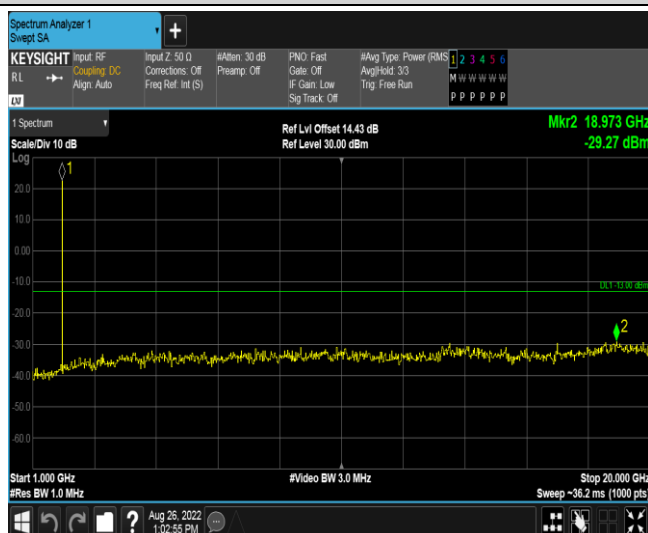 Spectrum Analyzer 1
Swept SA
+
KEYSIGHT
RL
Input: RF
Coupling: DC
Align: Auto
Input Z: 50 Ω
Corrections: Off
Freq Ref: Int (S)
#Atten: 30 dB
Preamp: Off
PNO: Fast
Gate: Off
IF Gain: Low
Sig Track: Off
#Avg Type: Power (RMS
Avg|Hold: 3/3
Trig: Free Run
1 2 3 4 5 6
M W W W W W
P P P P P P
LXI
1 Spectrum
Scale/Div 10 dB
Ref Lvl Offset 14.43 dB
Ref Level 30.00 dBm
Mkr2 18.973 GHz
-29.27 dBm
Log
1
20.0
10.0
0.00
-10.0
DL1 -13.00 dBm
2
-20.0
-30.0
-40.0
-50.0
-60.0
Start 1.000 GHz
#Res BW 1.0 MHz
#Video BW 3.0 MHz
Stop 20.000 GHz
Sweep ~36.2 ms (1000 pts)
?
Aug 26, 2022
1:02:55 PM